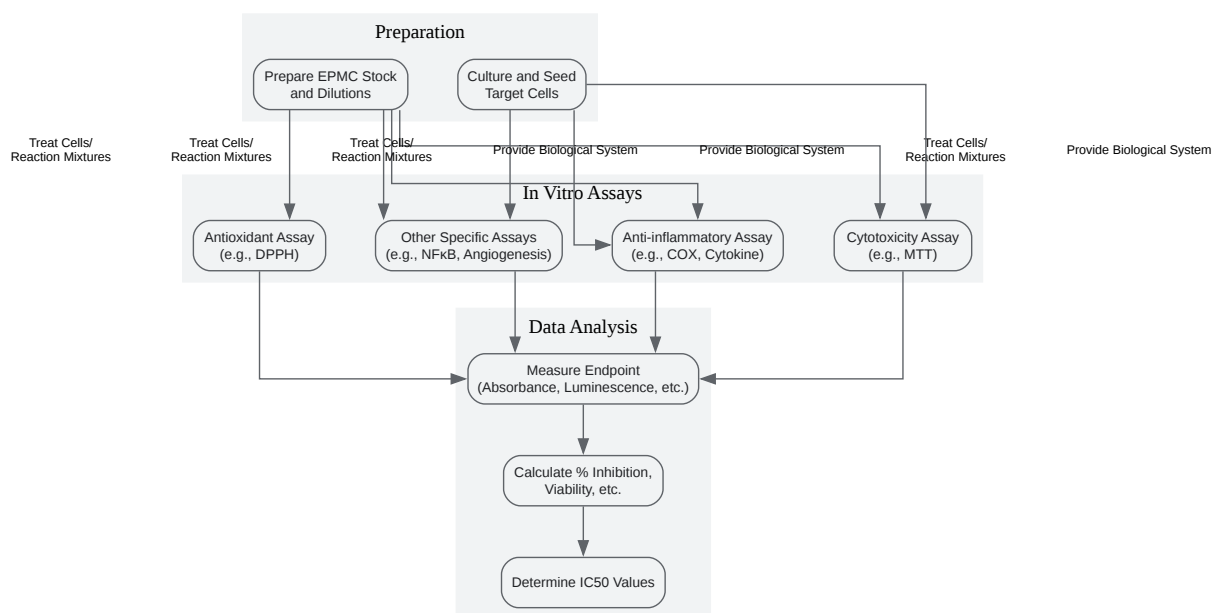 Preparation
Prepare EPMC Stock
and Dilutions
Culture and Seed
Target Cells
Treat Cells/
Reaction Mixtures
Treat Cells/
Reaction Mixtures
Treat Cells/
Reaction Mixtures
Provide Biological System
Provide Biological System
Treat Cells/
Reaction Mixtures
Provide Biological System
In Vitro Assays
Antioxidant Assay
(e.g., DPPH)
Other Specific Assays
(e.g., NFκB, Angiogenesis)
Anti-inflammatory Assay
(e.g., COX, Cytokine)
Cytotoxicity Assay
(e.g., MTT)
Data Analysis
Measure Endpoint
(Absorbance, Luminescence, etc.)
Calculate % Inhibition,
Viability, etc.
Determine IC50 Values